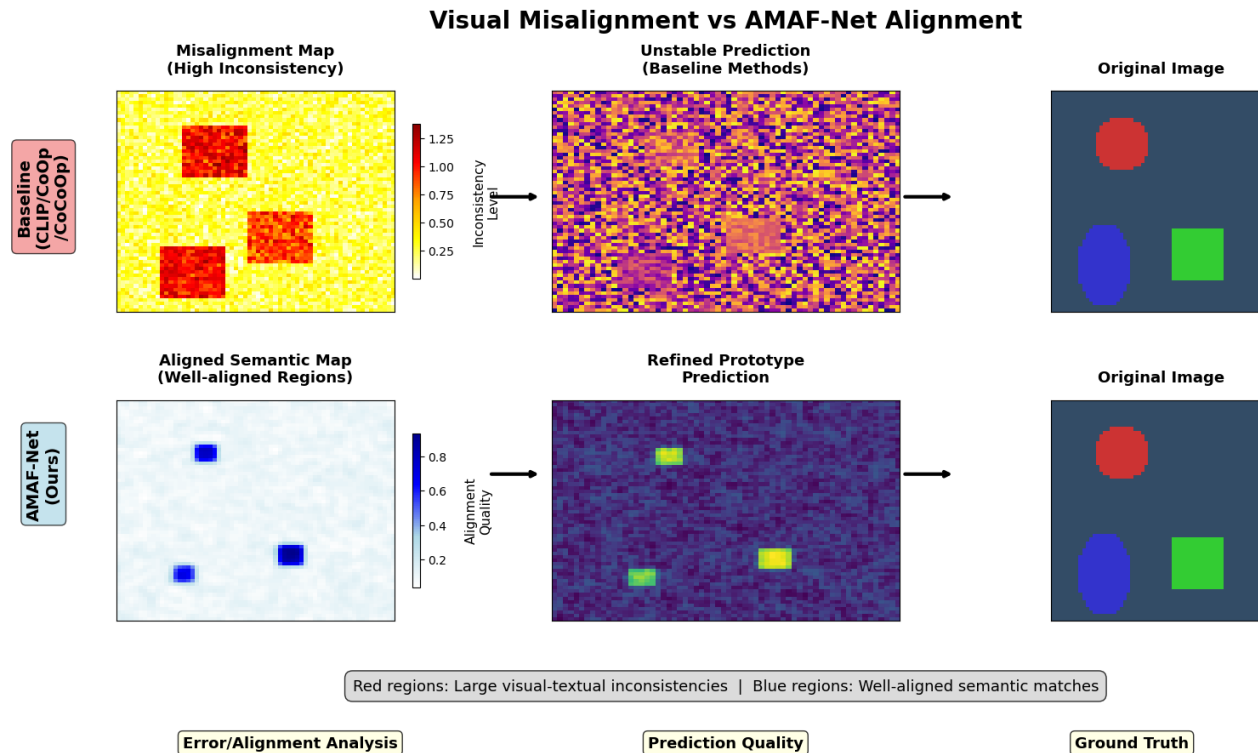 Visual Misalignment vs AMAF-Net Alignment
Misalignment Map
(High Inconsistency)
Unstable Prediction
(Baseline Methods)
Original Image
Baseline
(CLIP/CoOp
/CoCoOp)
1.25
1.00
0.75
0.50
0.25
Inconsistency
Level
Aligned Semantic Map
(Well-aligned Regions)
Refined Prototype
Prediction
Original Image
AMAF-Net
(Ours)
0.8
0.6
0.4
0.2
Alignment
Quality
Red regions: Large visual-textual inconsistencies | Blue regions: Well-aligned semantic matches
Error/Alignment Analysis
Prediction Quality
Ground Truth